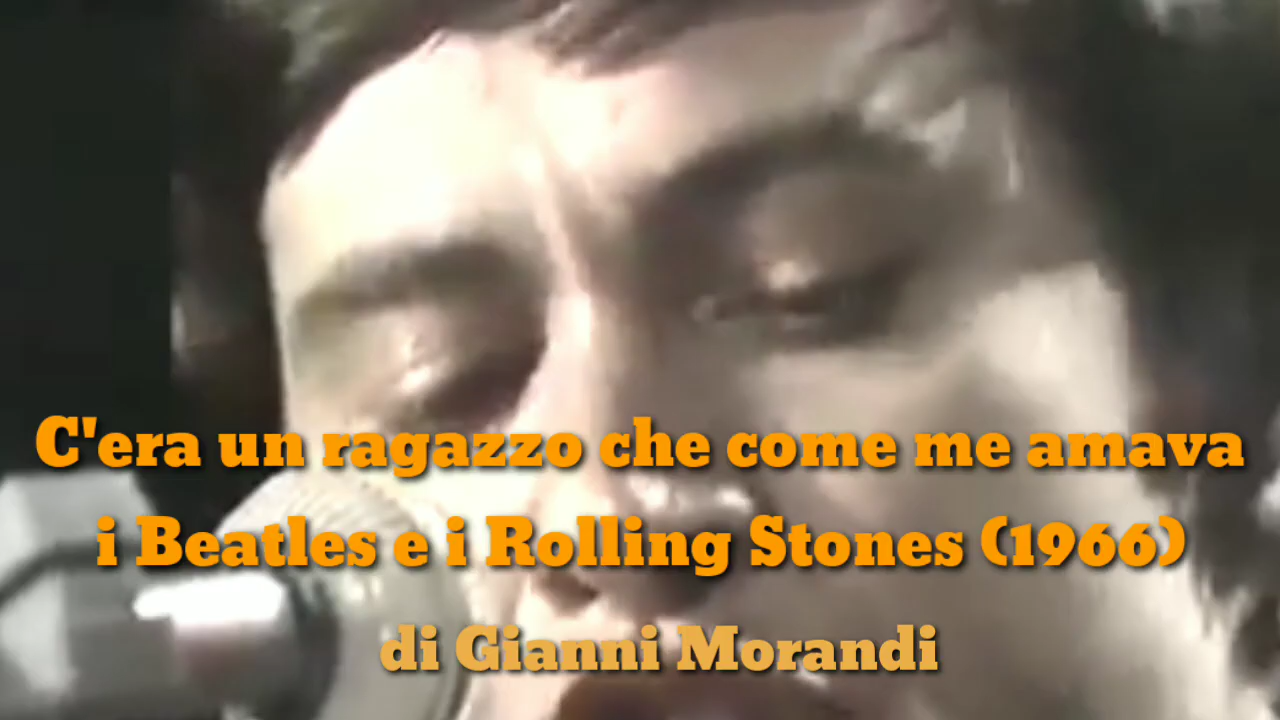 C'era un ragazzo che come me amava
i Beatles e i Rolling Stones (1966)
di Gianni Morandi